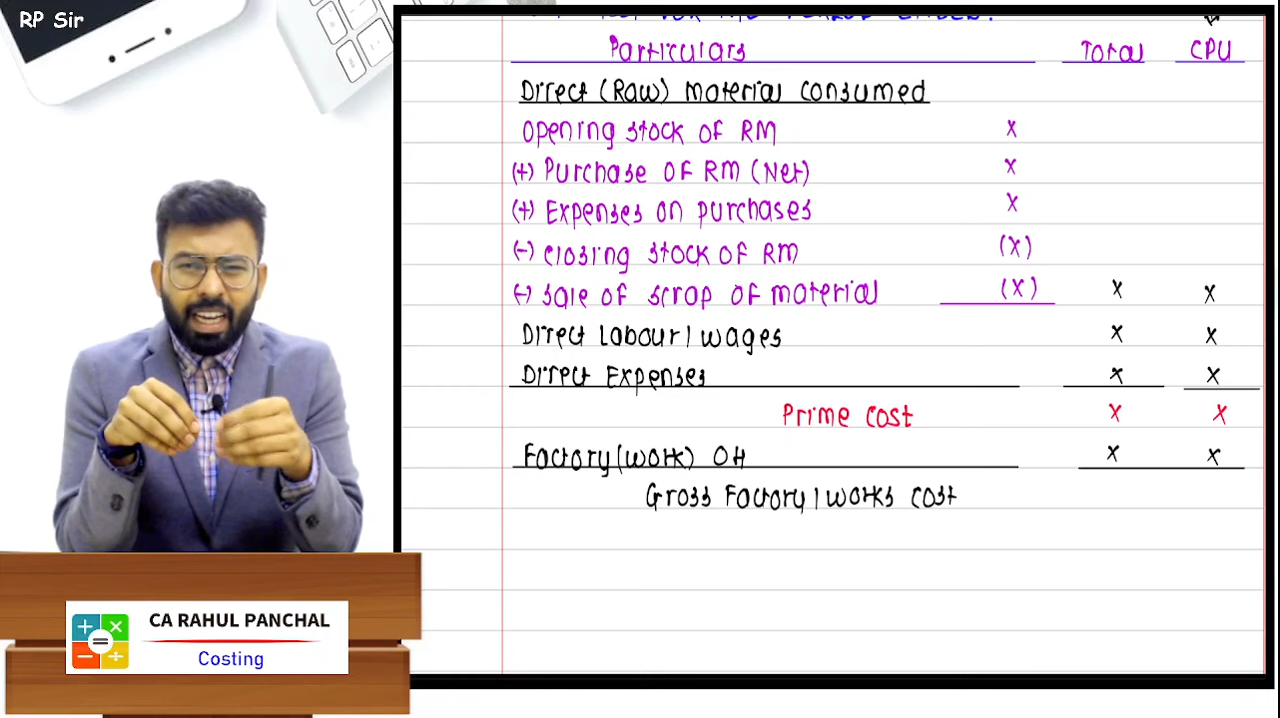 RP Sir
Particulars Total CPU
Direct (Raw) Material Consumed
Opening stock of RM x
(+) Purchase of RM (Net) x
(+) Expenses on purchases x
(-) closing stock of RM (x)
(-) sale of scrap of material (x) x x
Direct Labour / wages x x
Direct Expenses x x
Prime cost x x
Factory (work) OH x x
Gross Factory / works cost
CA RAHUL PANCHAL
Costing